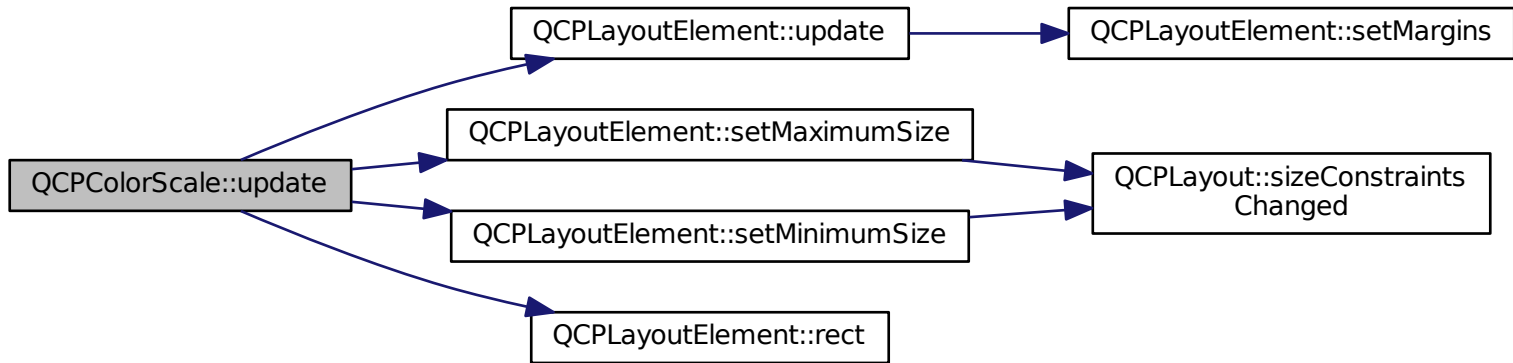 QCPLayoutElement::update
QCPLayoutElement::setMargins
QCPLayoutElement::setMaximumSize
QCPColorScale::update
QCPLayout::sizeConstraints
Changed
QCPLayoutElement::setMinimumSize
QCPLayoutElement::rect